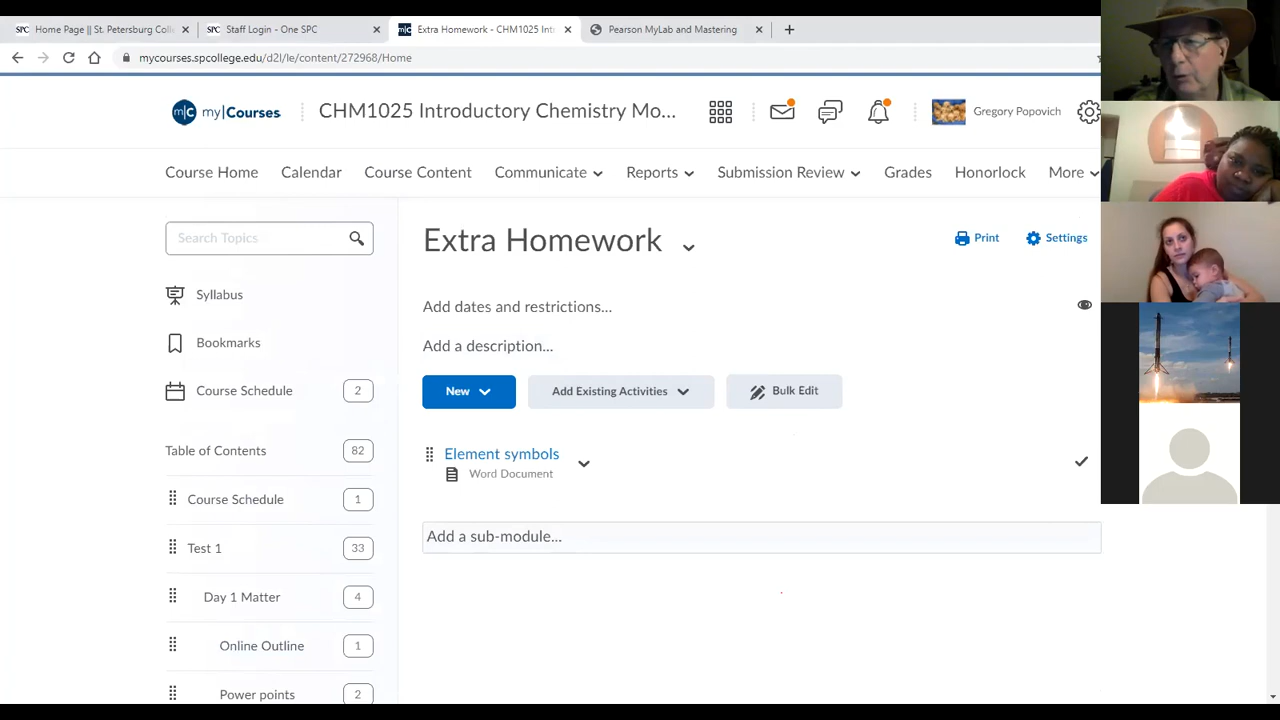 Home Page || St. Petersburg Coll
Staff Login - One SPC
Extra Homework - CHM1025 Intr
Pearson MyLab and Mastering
mycourses.spcollege.edu/d2l/le/content/272968/Home
m|C my|Courses
CHM1025 Introductory Chemistry Mo...
Gregory Popovich
Course Home
Calendar
Course Content
Communicate
Reports
Submission Review
Grades
Honorlock
More
Search Topics
Syllabus
Bookmarks
Course Schedule 2
Table of Contents 82
Course Schedule 1
Test 1 33
Day 1 Matter 4
Online Outline 1
Power points 2
Extra Homework
Print
Settings
Add dates and restrictions...
Add a description...
New
Add Existing Activities
Bulk Edit
Element symbols
Word Document
Add a sub-module...